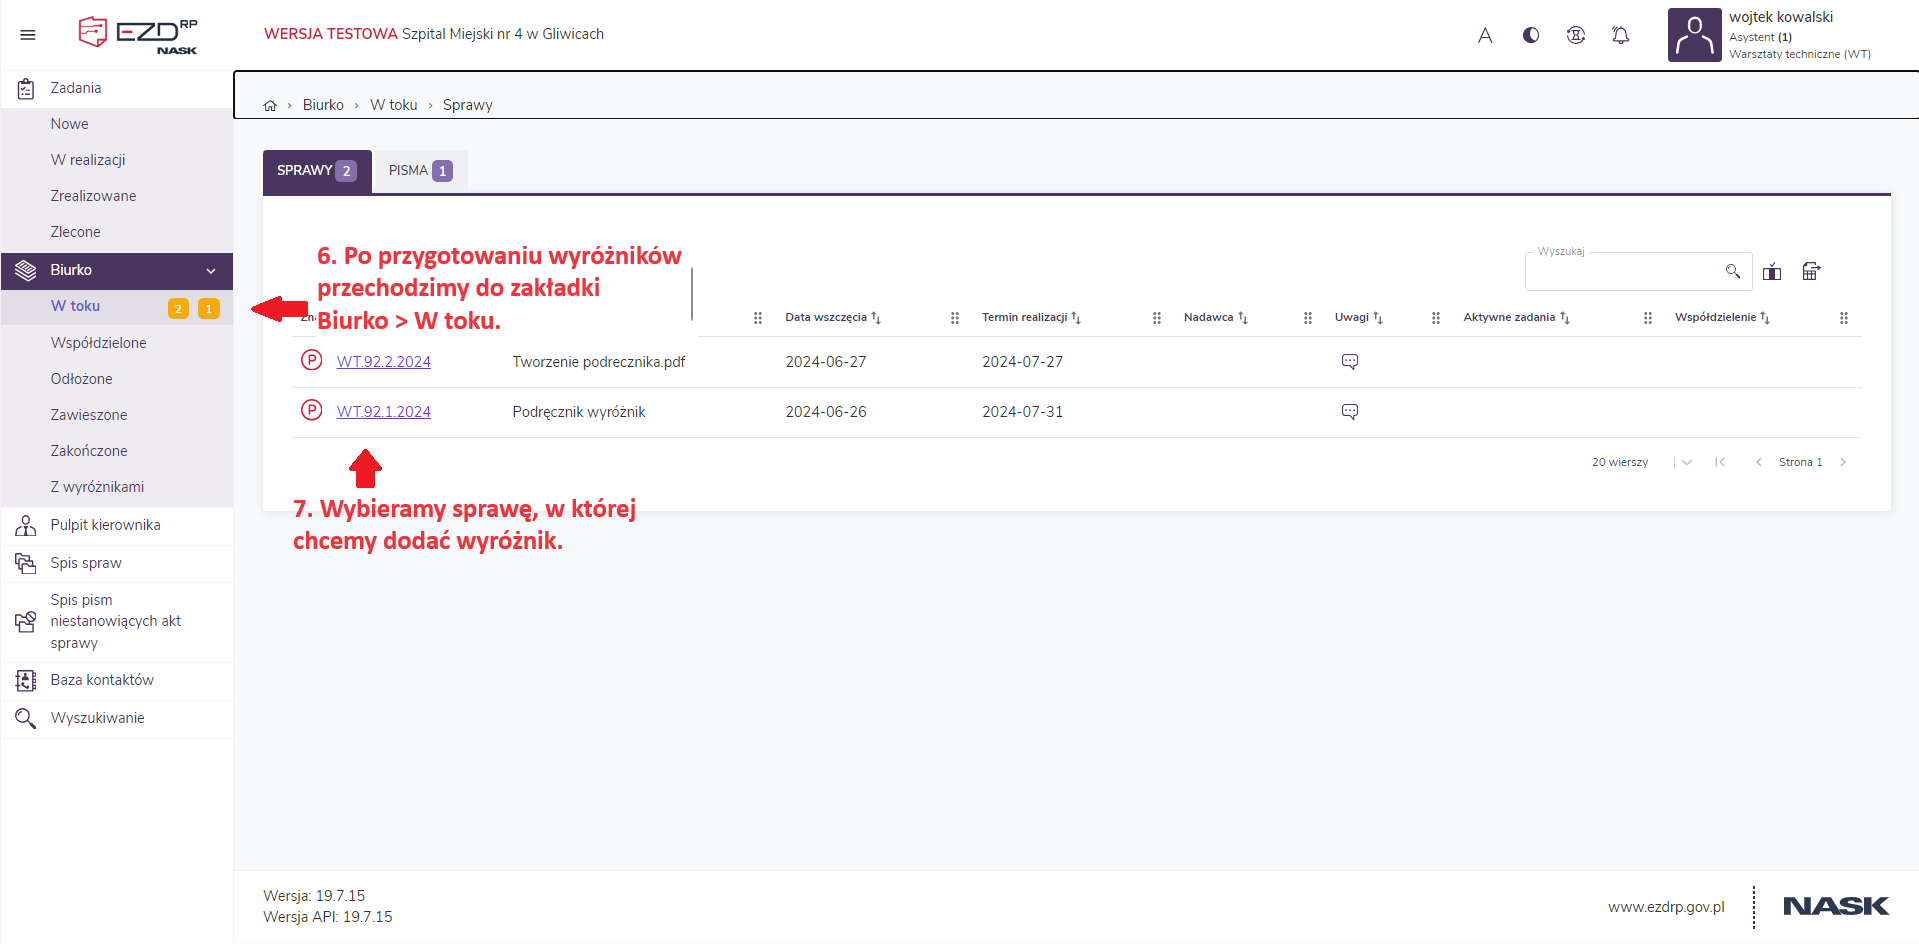 EZD RP
NASK
WERSJA TESTOWA Szpital Miejski nr 4 w Gliwicach
A
wojtek kowalski
Asystent (1)
Warsztaty techniczne (WT)
Zadania
Nowe
W realizacji
Zrealizowane
Zlecone
Biurko
W toku 2 1
Współdzielone
Odłożone
Zawieszone
Zakończone
Z wyróżnikami
Pulpit kierownika
Spis spraw
Spis pism
niestanowiących akt
sprawy
Baza kontaktów
Wyszukiwanie
Biurko › W toku › Sprawy
SPRAWY 2 PISMA 1
6. Po przygotowaniu wyróżników
przechodzimy do zakładki
Biurko > W toku.
Wyszukaj
Data wszczęcia Termin realizacji Nadawca Uwagi Aktywne zadania Współdzielenie
P WT.92.2.2024 Tworzenie podrecznika.pdf 2024-06-27 2024-07-27
P WT.92.1.2024 Podręcznik wyróżnik 2024-06-26 2024-07-31
20 wierszy Strona 1
7. Wybieramy sprawę, w której
chcemy dodać wyróżnik.
Wersja: 19.7.15
Wersja API: 19.7.15
www.ezdrp.gov.pl
NASK